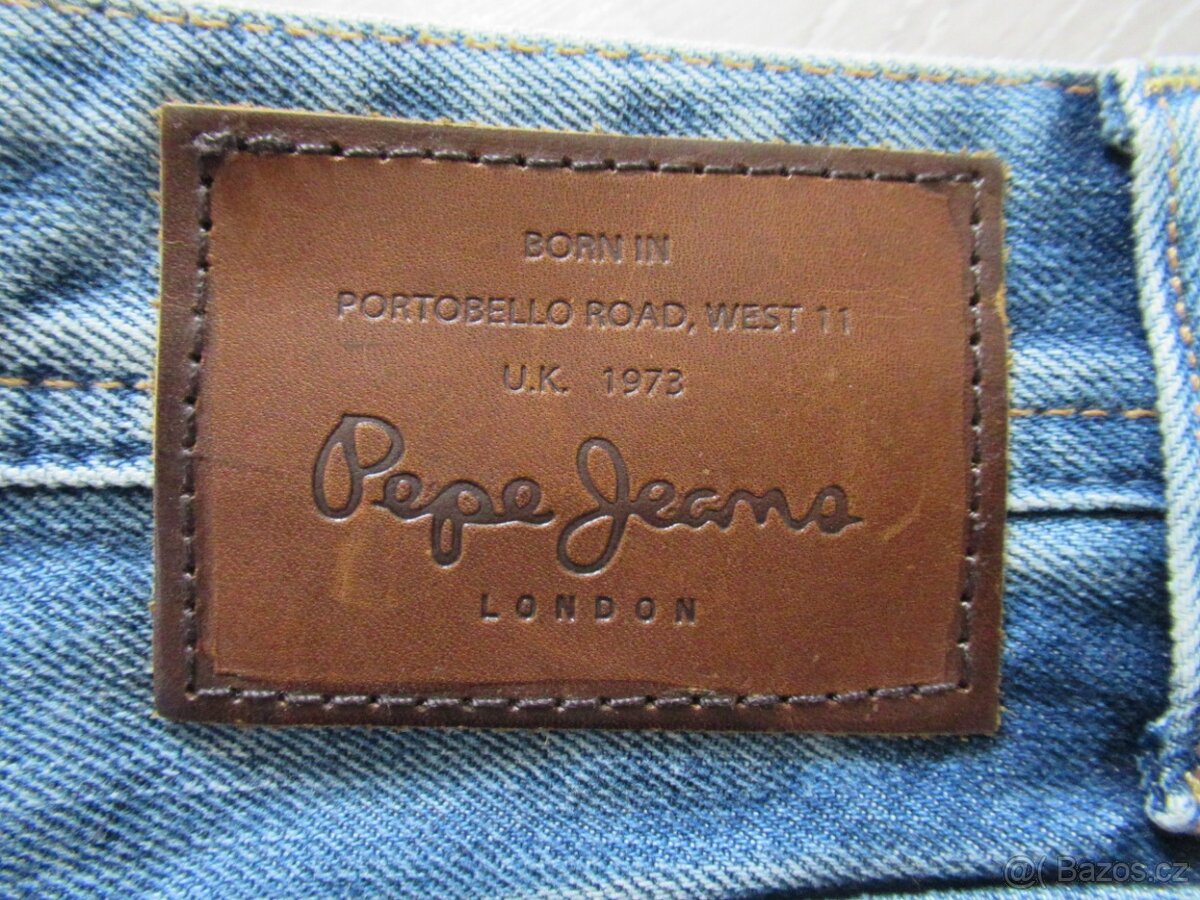 BORN IN
PORTOBELLO ROAD, WEST 11
U.K. 1973
Pepe Jeans
LONDON
@ Bazos.cz